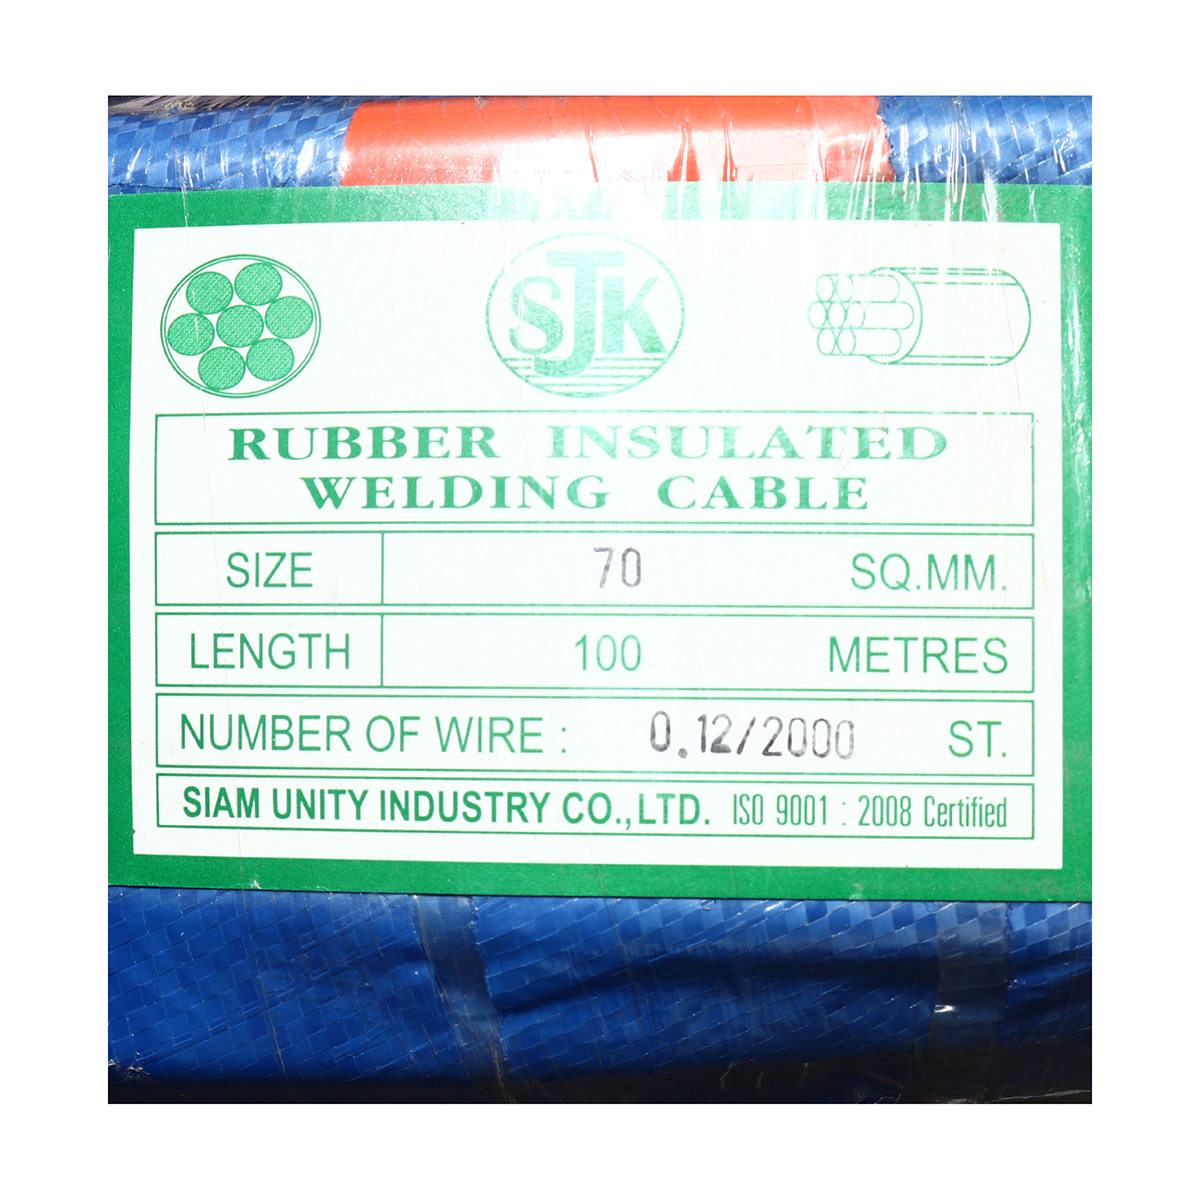 SJK
RUBBER INSULATED
WELDING CABLE
SIZE 70 SQ.MM.
LENGTH 100 METRES
NUMBER OF WIRE : 0.12/2000 ST.
SIAM UNITY INDUSTRY CO.,LTD. ISO 9001 : 2008 Certified